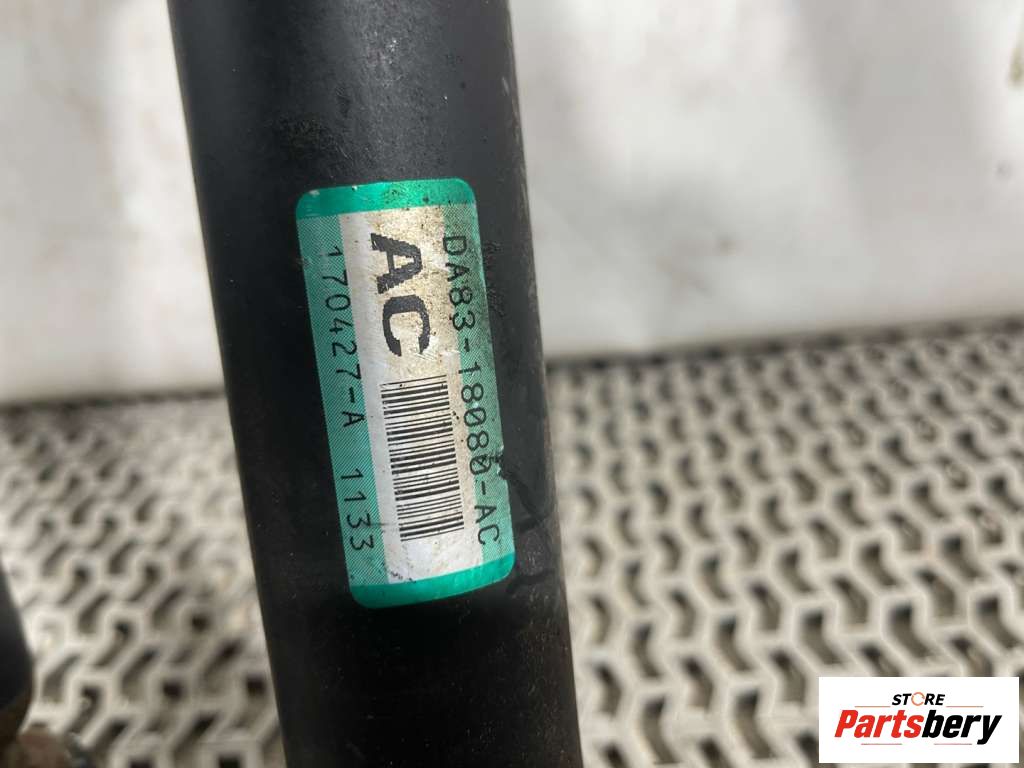 DA83-18080-AC
AC
170427-A 1133
STORE
Partsbery